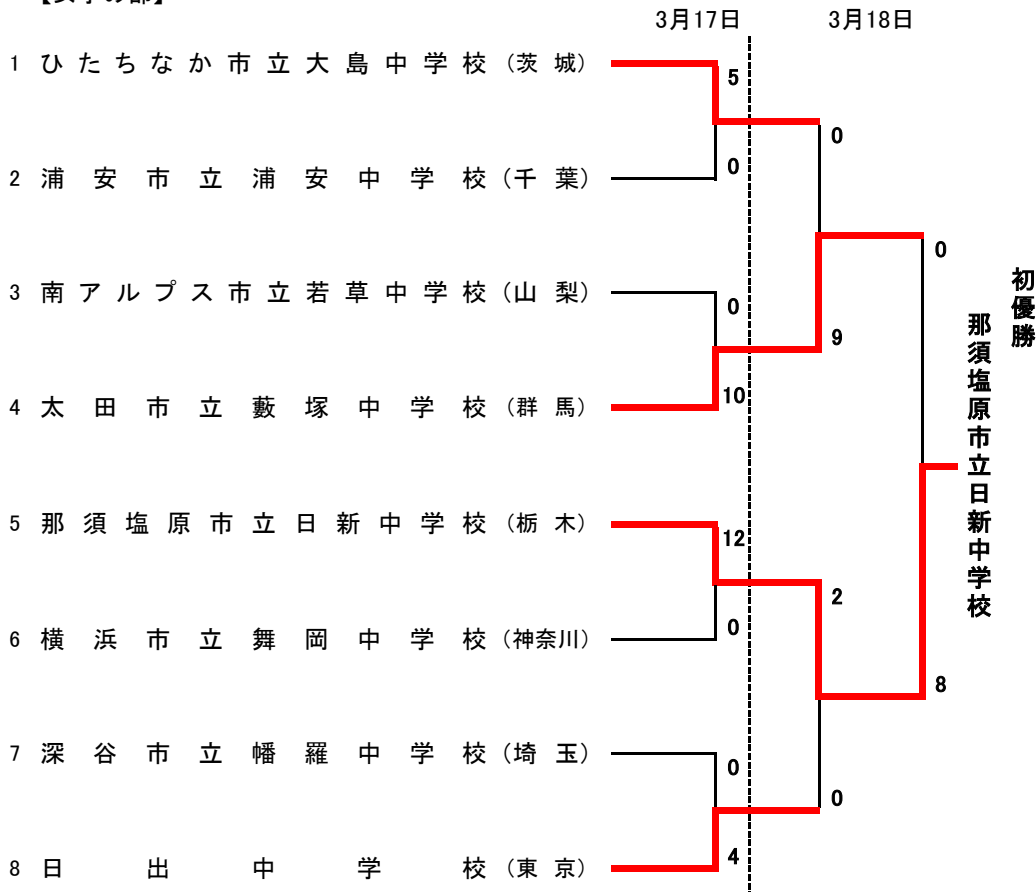 3月17日 3月18日
1 ひたちなか市立大島中学校（茨城）
5
0
0
2 浦安市立浦安中学校（千葉）
0
3 南アルプス市立若草中学校（山梨）
0
9
10
4 太田市立藪塚中学校（群馬）
初優勝
那須塩原市立日新中学校
5 那須塩原市立日新中学校（栃木）
12
2
0
6 横浜市立舞岡中学校（神奈川）
8
7 深谷市立幡羅中学校（埼玉）
0
0
4
8 日出中学校（東京）